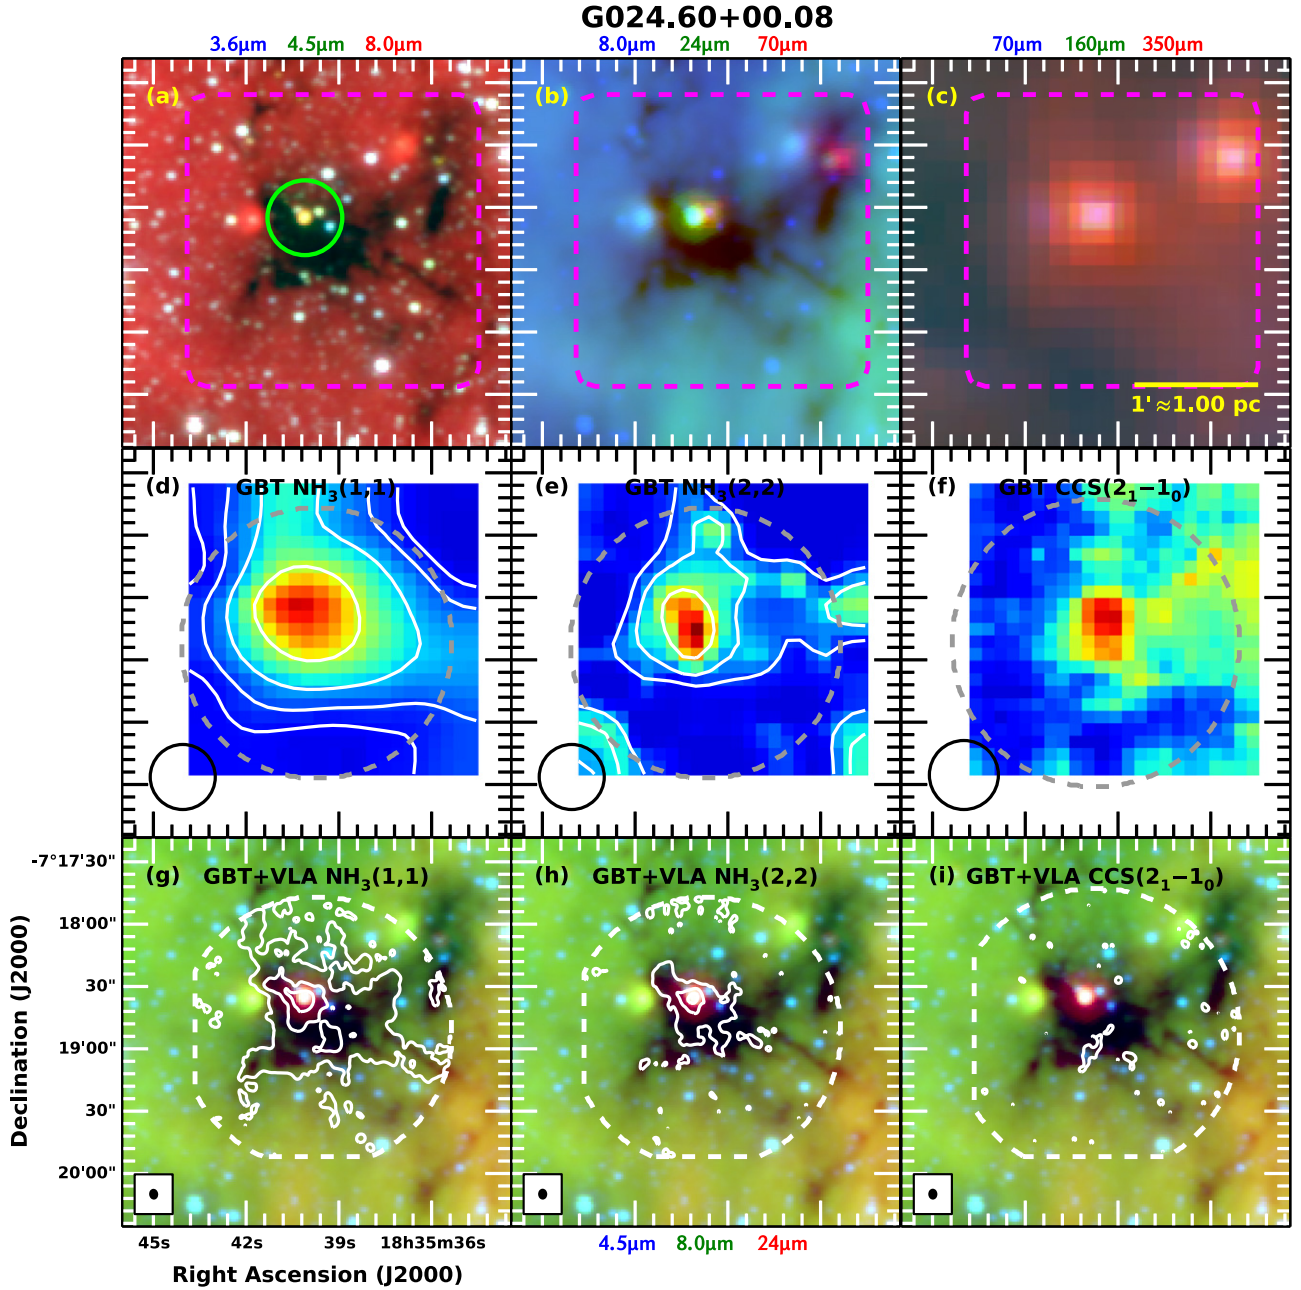 G024.60+00.08
3.6μm 4.5μm 8.0μm
8.0μm 24μm 70μm
70μm 160μm 350μm
(a)
(b)
(c)
1'≈1.00 pc
(d) GBT NH₃(1,1)
(e) GBT NH₃(2,2)
(f) GBT CCS(2₁−1₀)
(g) GBT+VLA NH₃(1,1)
(h) GBT+VLA NH₃(2,2)
(i) GBT+VLA CCS(2₁−1₀)
-7°17'30"
18'00"
30"
19'00"
30"
20'00"
Declination (J2000)
45s 42s 39s 18h35m36s
4.5μm 8.0μm 24μm
Right Ascension (J2000)